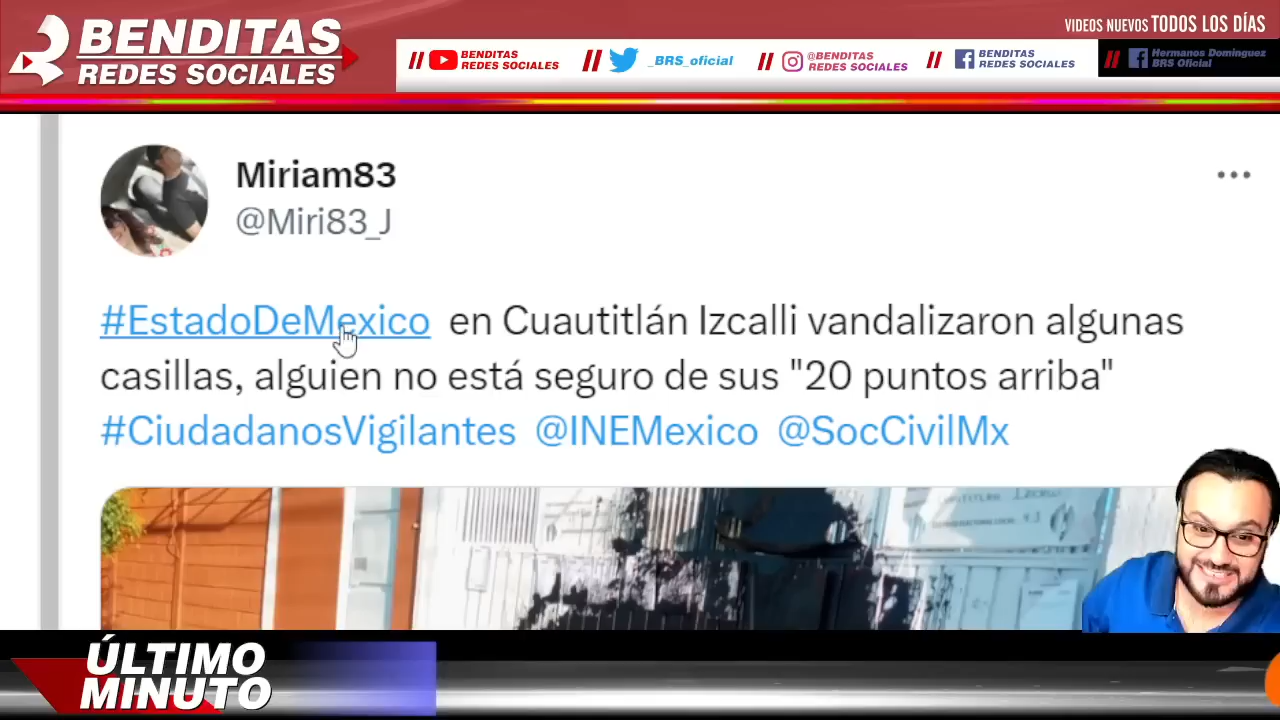 BENDITAS
REDES SOCIALES
VIDEOS NUEVOS TODOS LOS DÍAS
// BENDITAS
REDES SOCIALES
// _BRS_oficial
// @BENDITAS
REDES SOCIALES
// BENDITAS
REDES SOCIALES
// Hermanos Dominguez
BRS Oficial
Miriam83
@Miri83_J
#EstadoDeMexico en Cuautitlán Izcalli vandalizaron algunas
casillas, alguien no está seguro de sus "20 puntos arriba"
#CiudadanosVigilantes @INEMexico @SocCivilMx
ÚLTIMO
MINUTO